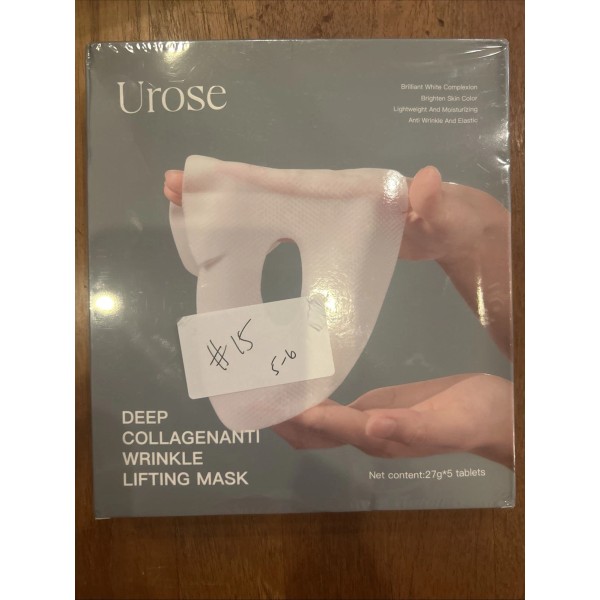 Urose
Brilliant White Complexion
Brighten Skin Color
Lightweight And Moisturizing
Anti Wrinkle And Elastic
#15
5-6
DEEP
COLLAGENANTI
WRINKLE
LIFTING MASK
Net content:27g*5 tablets